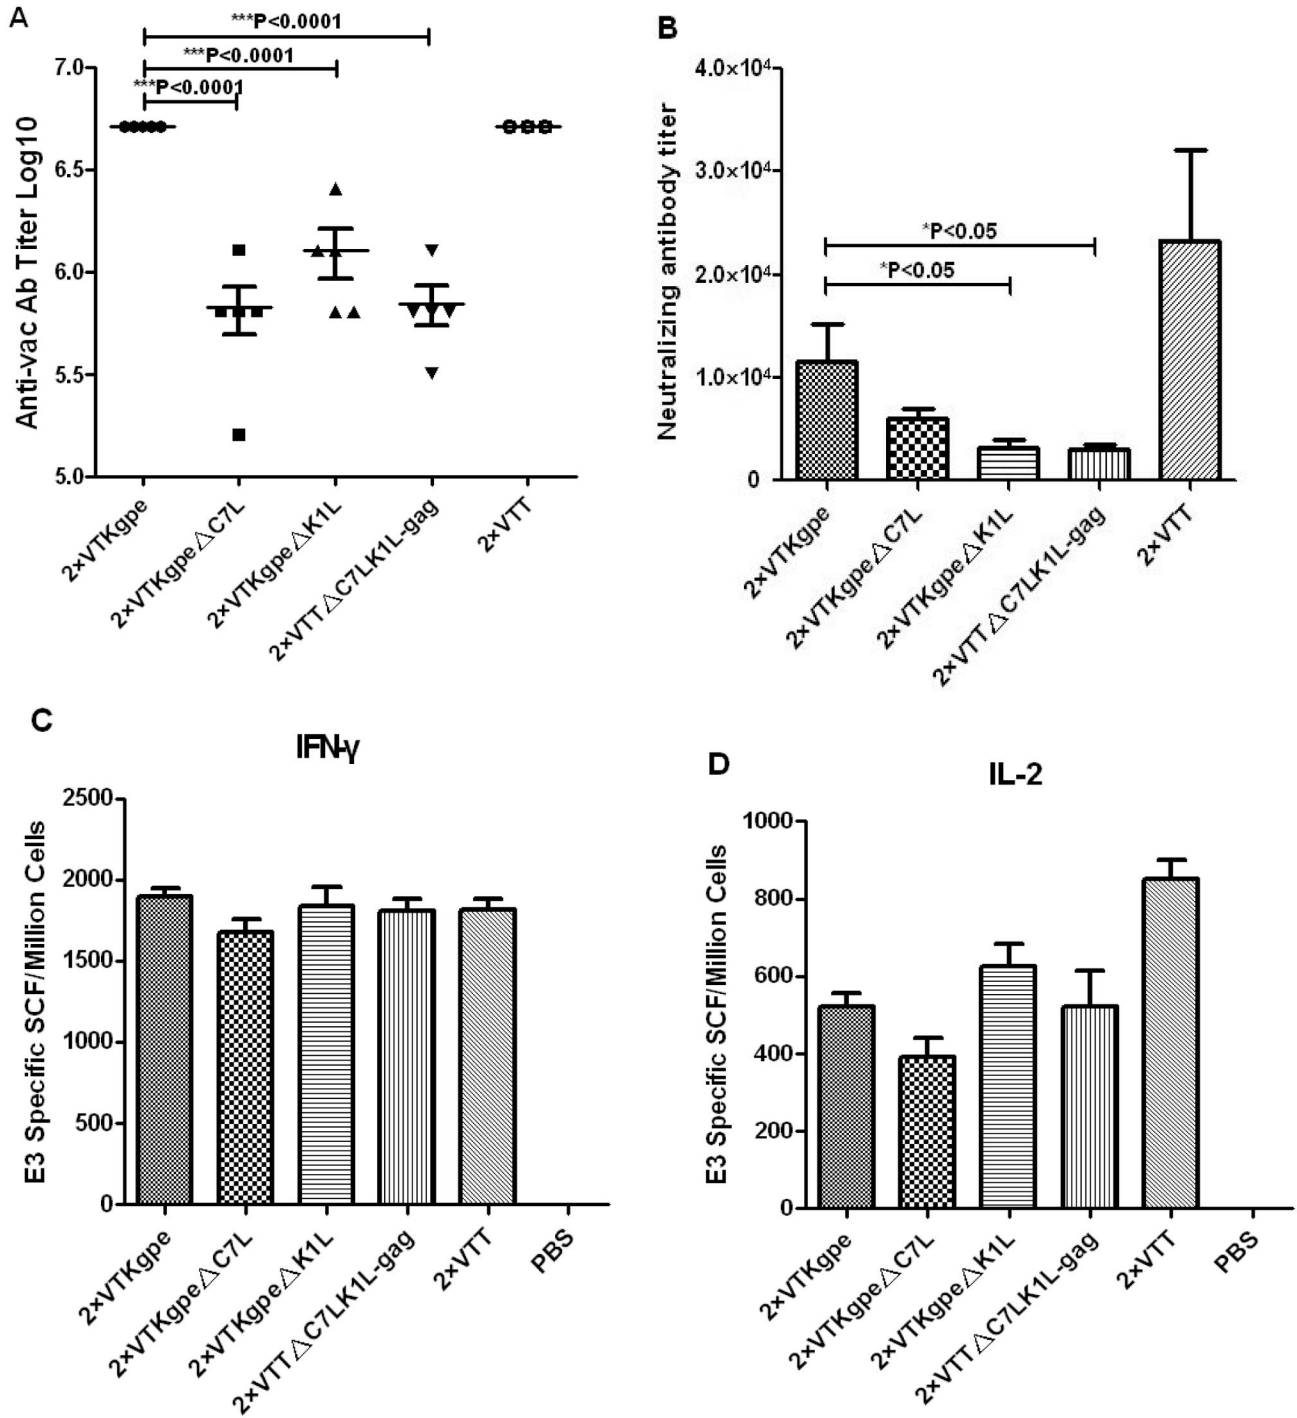 A
***P<0.0001
***P<0.0001
***P<0.0001
7.0
6.5
6.0
5.5
5.0
Anti-vac Ab Titer Log10
2×VTKgpe
2×VTKgpe△C7L
2×VTKgpe△K1L
2×VTT△C7LK1L-gag
2×VTT
B
4.0×10⁴
3.0×10⁴
2.0×10⁴
1.0×10⁴
0
Neutralizing antibody titer
*P<0.05
*P<0.05
2×VTKgpe
2×VTKgpe△C7L
2×VTKgpe△K1L
2×VTT△C7LK1L-gag
2×VTT
C
IFN-γ
2500
2000
1500
1000
500
0
E3 Specific SCF/Million Cells
2×VTKgpe
2×VTKgpe△C7L
2×VTKgpe△K1L
2×VTT△C7LK1L-gag
2×VTT
PBS
D
IL-2
1000
800
600
400
200
0
E3 Specific SCF/Million Cells
2×VTKgpe
2×VTKgpe△C7L
2×VTKgpe△K1L
2×VTT△C7LK1L-gag
2×VTT
PBS